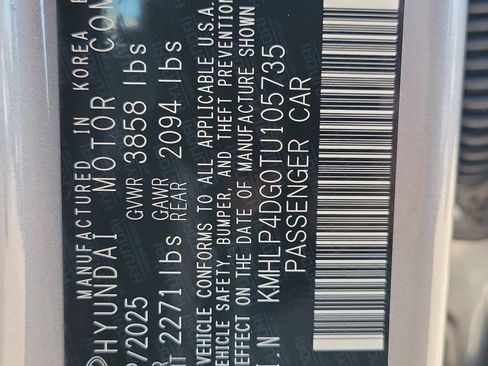 MANUFACTURED IN KOREA
HYUNDAI MOTOR COM
/2025 GVWR 3858 lbs
GAWR
T 2271 lbs REAR 2094 lbs
VEHICLE CONFORMS TO ALL APPLICABLE U.S.A.
VEHICLE SAFETY, BUMPER, AND THEFT PREVENTION
EFFECT ON THE DATE OF MANUFACTURE SHOWN
I.N KMHLP4DG0TU105735
PASSENGER CAR